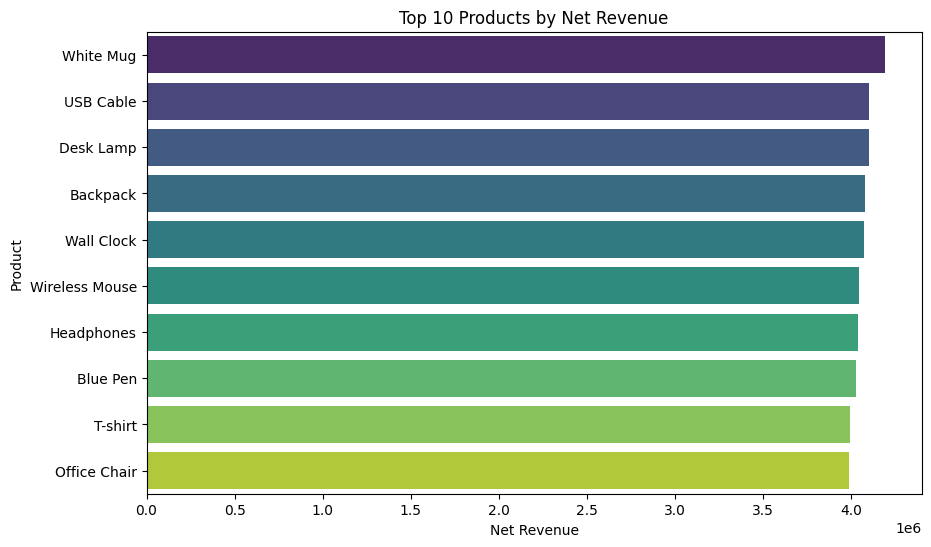 Top 10 Products by Net Revenue
White Mug
USB Cable
Desk Lamp
Backpack
Wall Clock
Wireless Mouse
Headphones
Blue Pen
T-shirt
Office Chair
Product
0.0 0.5 1.0 1.5 2.0 2.5 3.0 3.5 4.0
1e6
Net Revenue